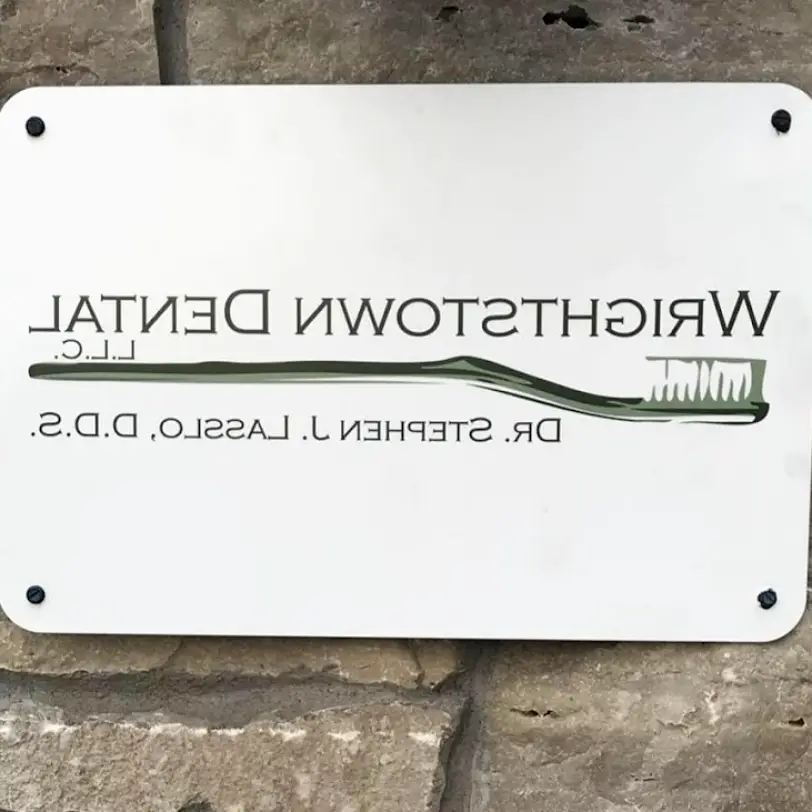 WRIGHTSTOWN DENTAL
L.L.C.
DR. STEPHEN J. LASSLO, D.D.S.